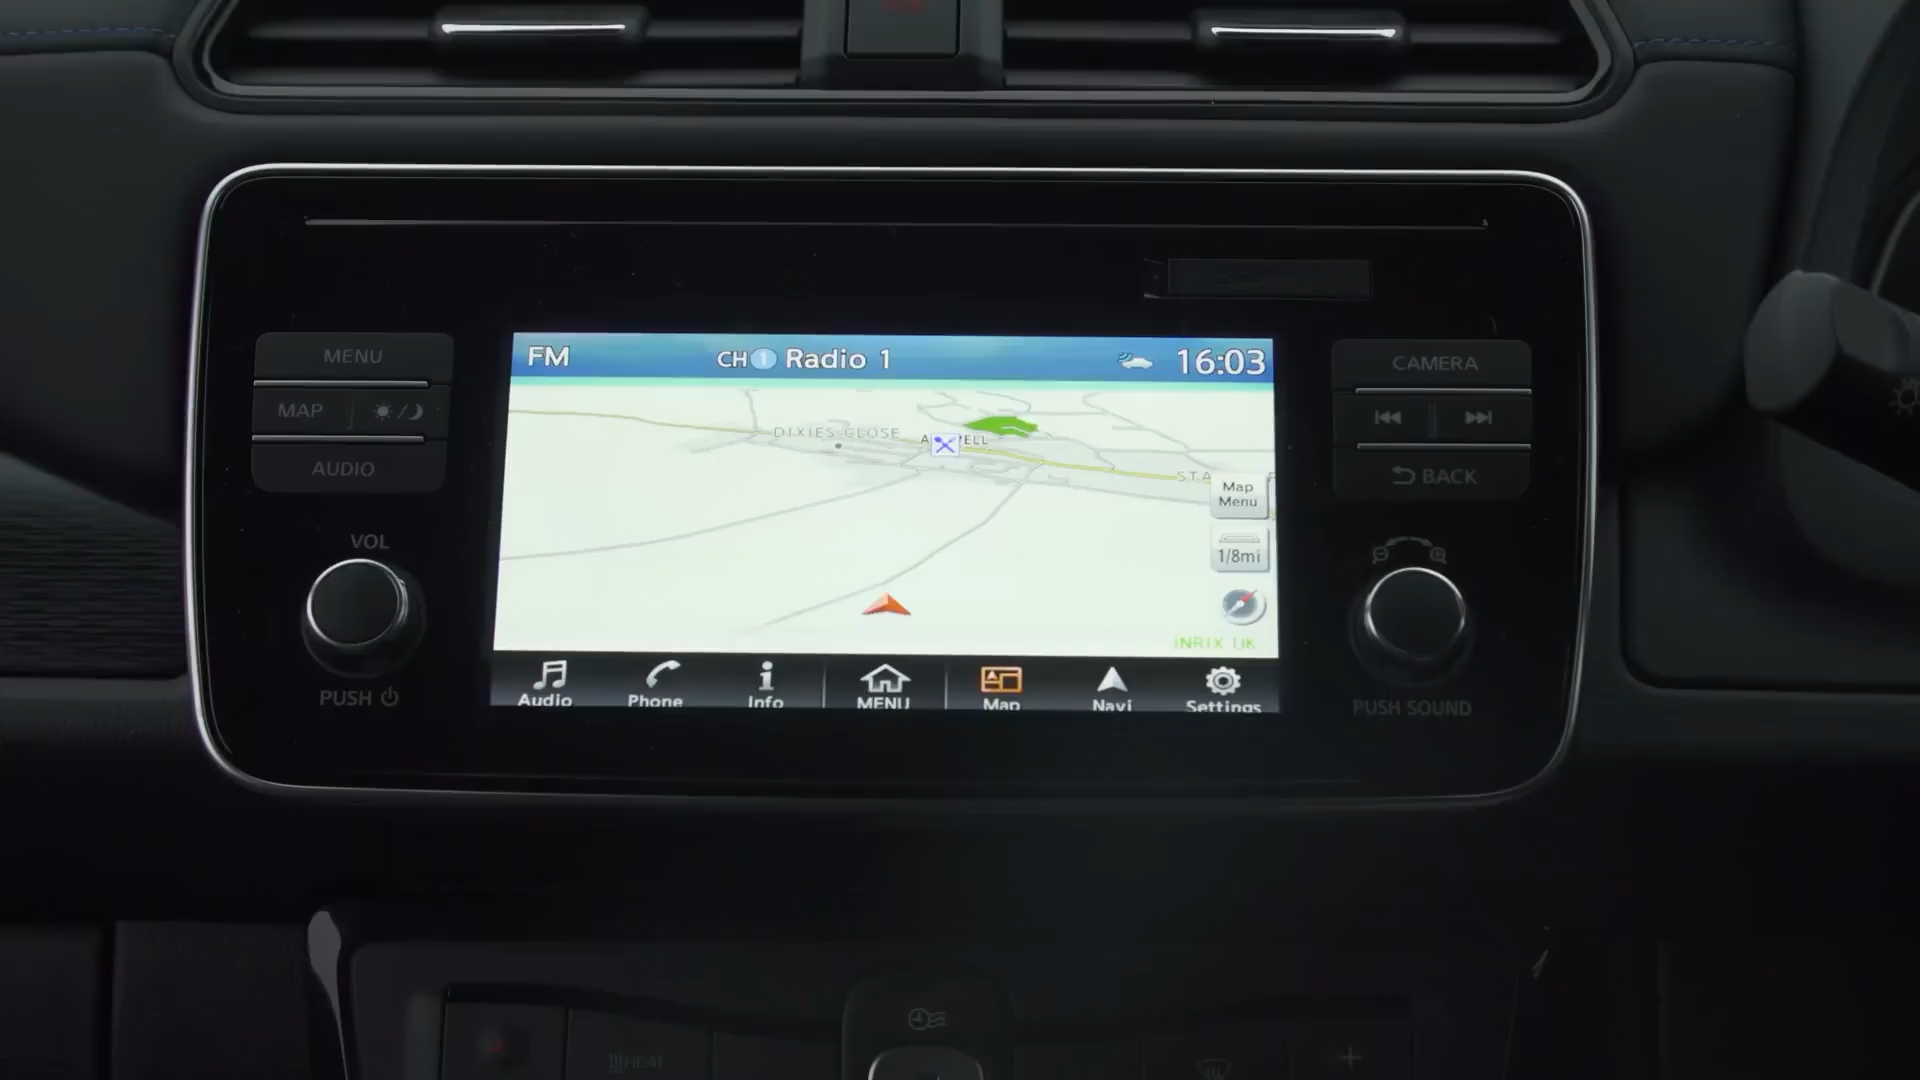 MENU
MAP
AUDIO
VOL
PUSH
FM CH 1 Radio 1 16:03
DIXIES CLOSE
Map
Menu
1/8mi
INRIX UK
Audio Phone Info MENU Map Navi Settings
CAMERA
BACK
PUSH SOUND
HEAT